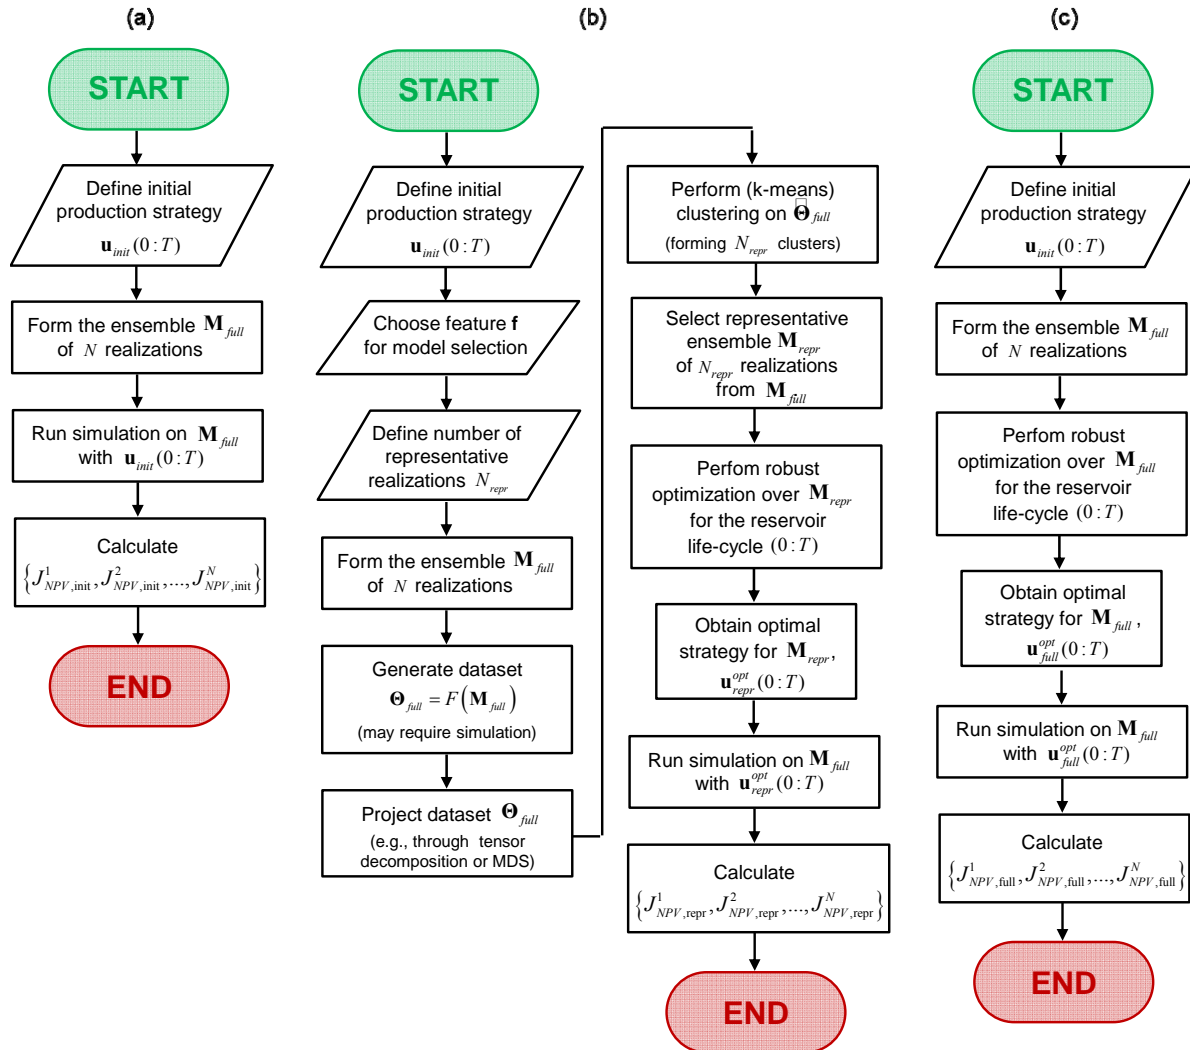 (a)
START
Define initial
production strategy
u_init(0:T)
Form the ensemble M_full
of N realizations
Run simulation on M_full
with u_init(0:T)
Calculate
{J^1_NPV,init, J^2_NPV,init,..., J^N_NPV,init}
END
(b)
START
Define initial
production strategy
u_init(0:T)
Choose feature f
for model selection
Define number of
representative
realizations N_repr
Form the ensemble M_full
of N realizations
Generate dataset
Θ_full = F(M_full)
(may require simulation)
Project dataset Θ_full
(e.g., through tensor
decomposition or MDS)
Perform (k-means)
clustering on Θ_full
(forming N_repr clusters)
Select representative
ensemble M_repr
of N_repr realizations
from M_full
Perfom robust
optimization over M_repr
for the reservoir
life-cycle (0:T)
Obtain optimal
strategy for M_repr,
u^opt_repr(0:T)
Run simulation on M_full
with u^opt_repr(0:T)
Calculate
{J^1_NPV,repr, J^2_NPV,repr,..., J^N_NPV,repr}
END
(c)
START
Define initial
production strategy
u_init(0:T)
Form the ensemble M_full
of N realizations
Perfom robust
optimization over M_full
for the reservoir
life-cycle (0:T)
Obtain optimal
strategy for M_full,
u^opt_full(0:T)
Run simulation on M_full
with u^opt_full(0:T)
Calculate
{J^1_NPV,full, J^2_NPV,full,..., J^N_NPV,full}
END